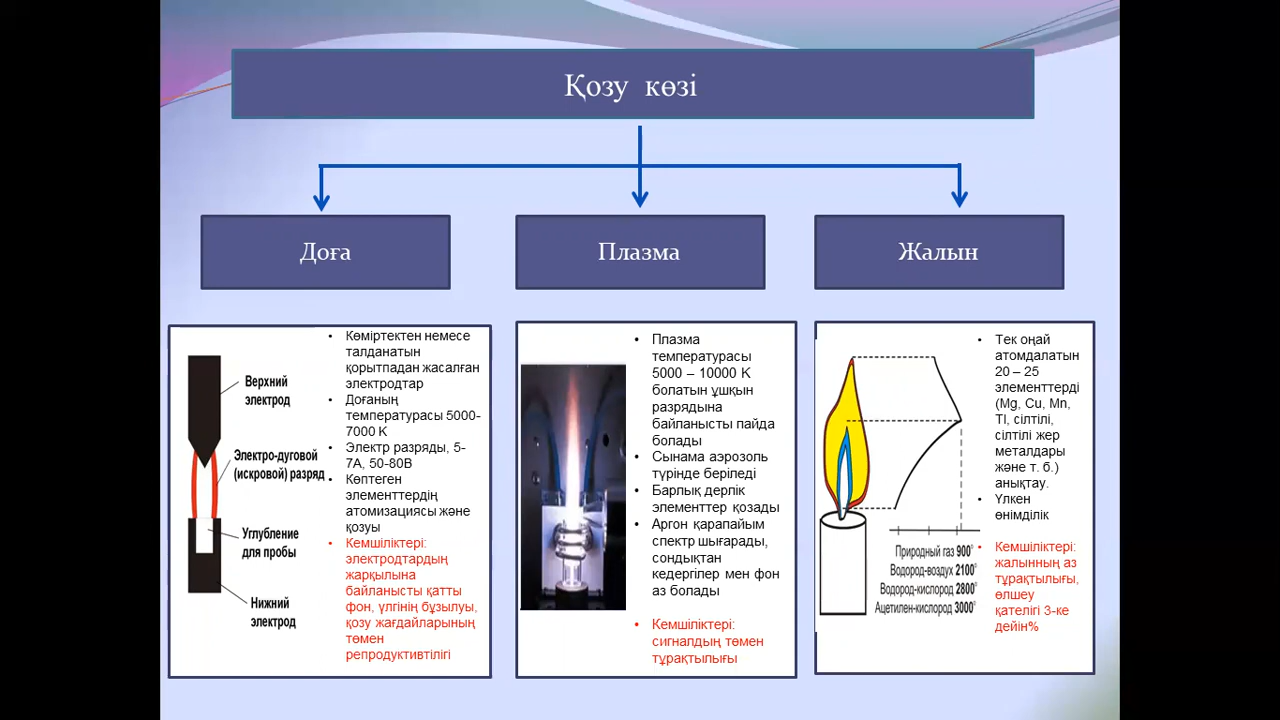 Қозу көзі
Доға
Плазма
Жалын
Верхний
электрод
Электро-дуговой
(искровой) разряд
Углубление
для пробы
Нижний
электрод
• Көміртектен немесе
талданатын
қорытпадан жасалған
электродтар
• Доғаның
температурасы 5000-
7000 K
• Электр разряды, 5-
7А, 50-80В
• Көптеген
элементтердің
атомизациясы және
қозуы
• Кемшіліктері:
электродтардың
жарқылына
байланысты қатты
фон, үлгінің бұзылуы,
қозу жағдайларының
төмен
репродуктивтілігі
• Плазма
температурасы
5000 – 10000 K
болатын ұшқын
разрядына
байланысты пайда
болады
• Сынама аэрозоль
түрінде беріледі
• Барлық дерлік
элементтер қозады
• Аргон қарапайым
спектр шығарады,
сондықтан
кедергілер мен фон
аз болады
• Кемшіліктері:
сигналдың төмен
тұрақтылығы
Природный газ 900°
Водород-воздух 2100°
Водород-кислород 2800°
Ацетилен-кислород 3000°
• Тек оңай
атомдалатын
20 – 25
элементтерді
(Mg, Cu, Mn,
Tl, сілтілі,
сілтілі жер
металдары
және т. б.)
анықтау.
• Үлкен
өнімділік
• Кемшіліктері:
жалынның аз
тұрақтылығы,
өлшеу
қателігі 3-ке
дейін%